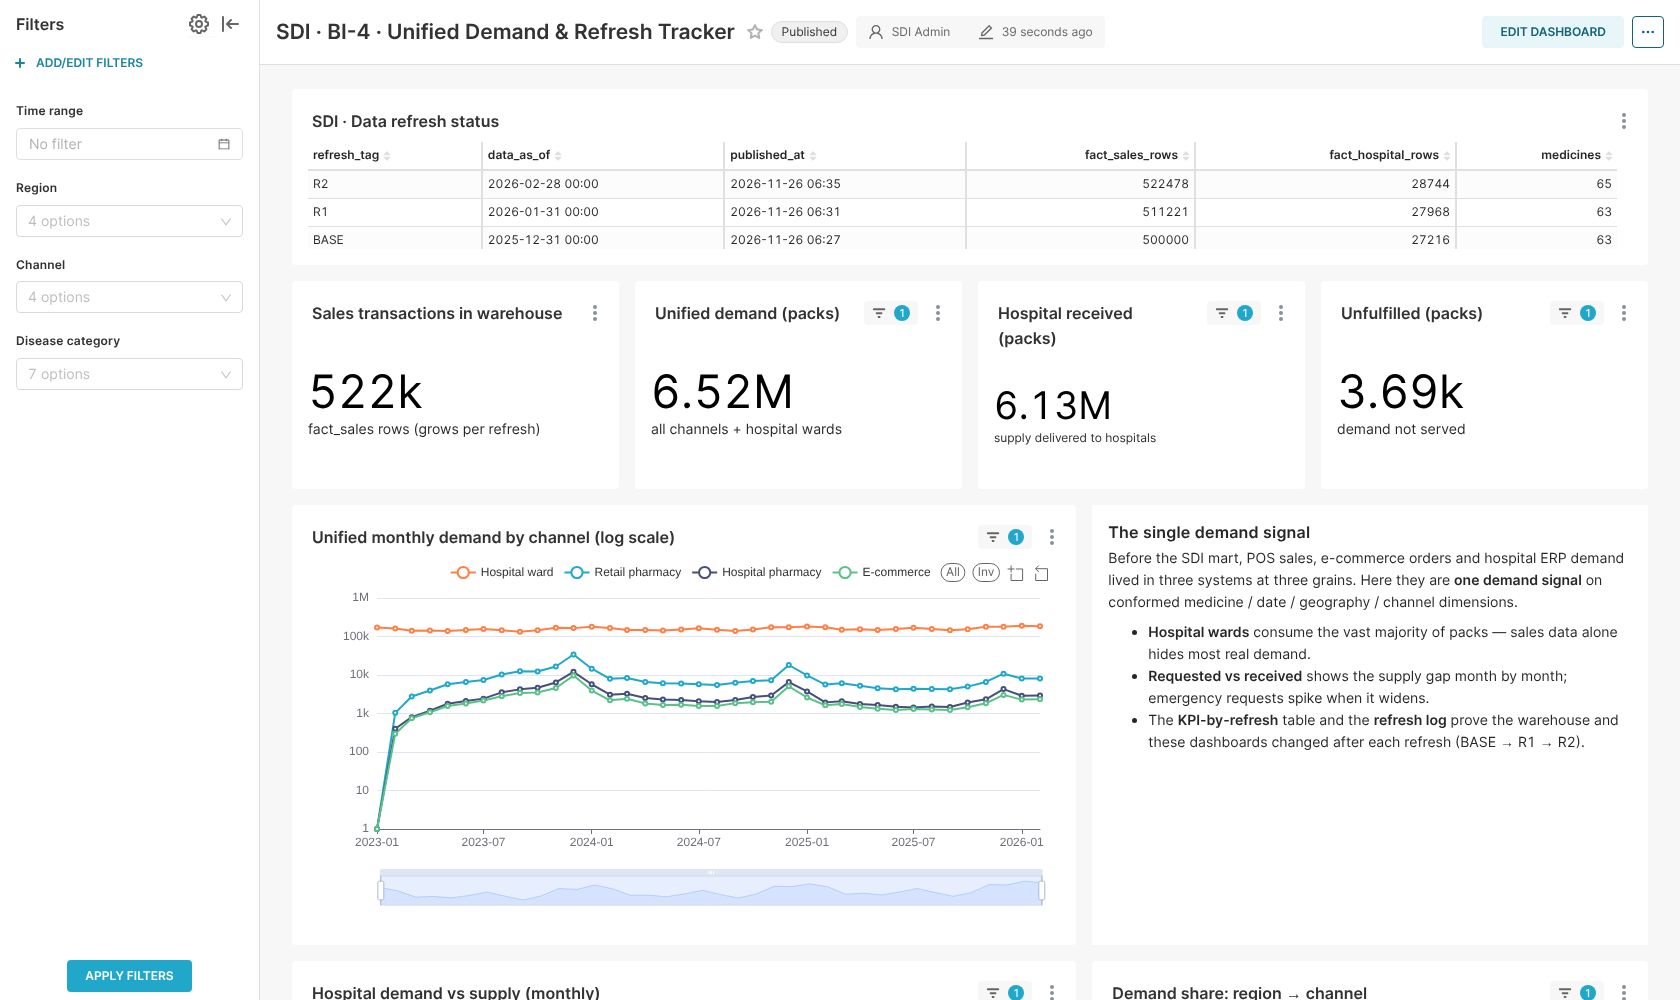 Filters
ADD/EDIT FILTERS
Time range
No filter
Region
4 options
Channel
4 options
Disease category
7 options
APPLY FILTERS
SDI · BI-4 · Unified Demand & Refresh Tracker
Published
SDI Admin
39 seconds ago
EDIT DASHBOARD
SDI · Data refresh status
refresh_tag data_as_of published_at fact_sales_rows fact_hospital_rows medicines
R2 2026-02-28 00:00 2026-11-26 06:35 522478 28744 65
R1 2026-01-31 00:00 2026-11-26 06:31 511221 27968 63
BASE 2025-12-31 00:00 2026-11-26 06:27 500000 27216 63
Sales transactions in warehouse
522k
fact_sales rows (grows per refresh)
Unified demand (packs)
1
6.52M
all channels + hospital wards
Hospital received
(packs)
1
6.13M
supply delivered to hospitals
Unfulfilled (packs)
1
3.69k
demand not served
Unified monthly demand by channel (log scale)
1
Hospital ward Retail pharmacy Hospital pharmacy E-commerce All Inv
1M
100k
10k
1k
100
10
1
2023-01 2023-07 2024-01 2024-07 2025-01 2025-07 2026-01
The single demand signal
Before the SDI mart, POS sales, e-commerce orders and hospital ERP demand
lived in three systems at three grains. Here they are one demand signal on
conformed medicine / date / geography / channel dimensions.
• Hospital wards consume the vast majority of packs — sales data alone
hides most real demand.
• Requested vs received shows the supply gap month by month;
emergency requests spike when it widens.
• The KPI-by-refresh table and the refresh log prove the warehouse and
these dashboards changed after each refresh (BASE → R1 → R2).
Hospital demand vs supply (monthly)
1
Demand share: region → channel
1